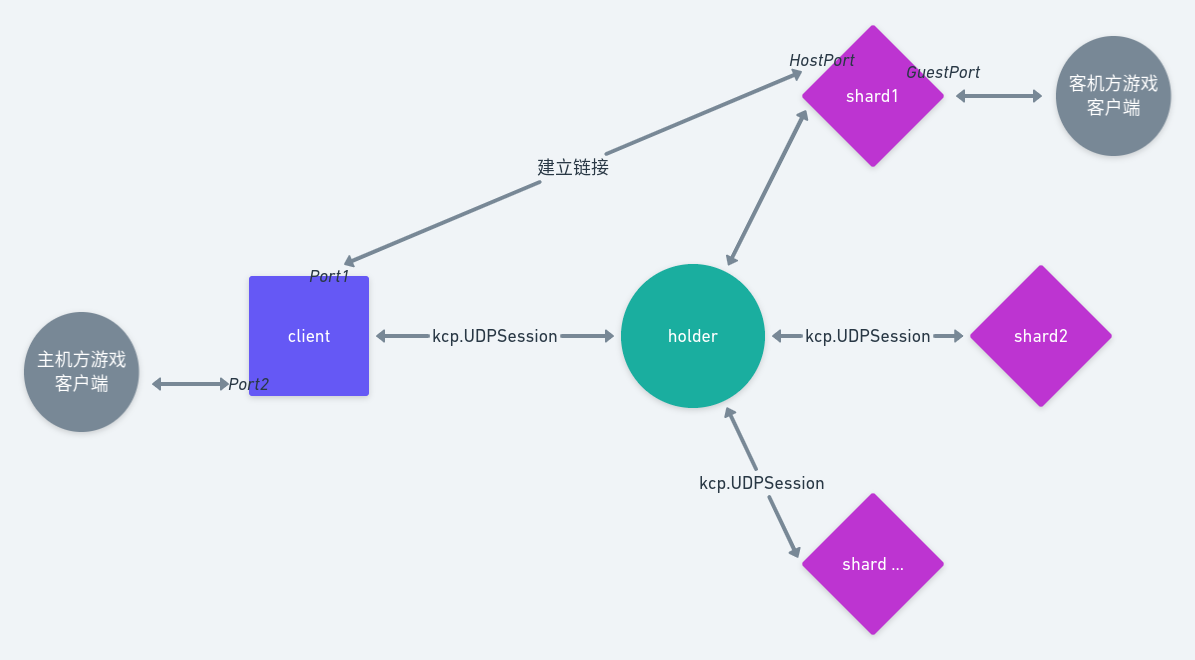 HostPort
GuestPort
shard1
客机方游戏
客户端
建立链接
Port1
client
kcp.UDPSession
holder
kcp.UDPSession
shard2
主机方游戏
客户端
Port2
kcp.UDPSession
shard ...